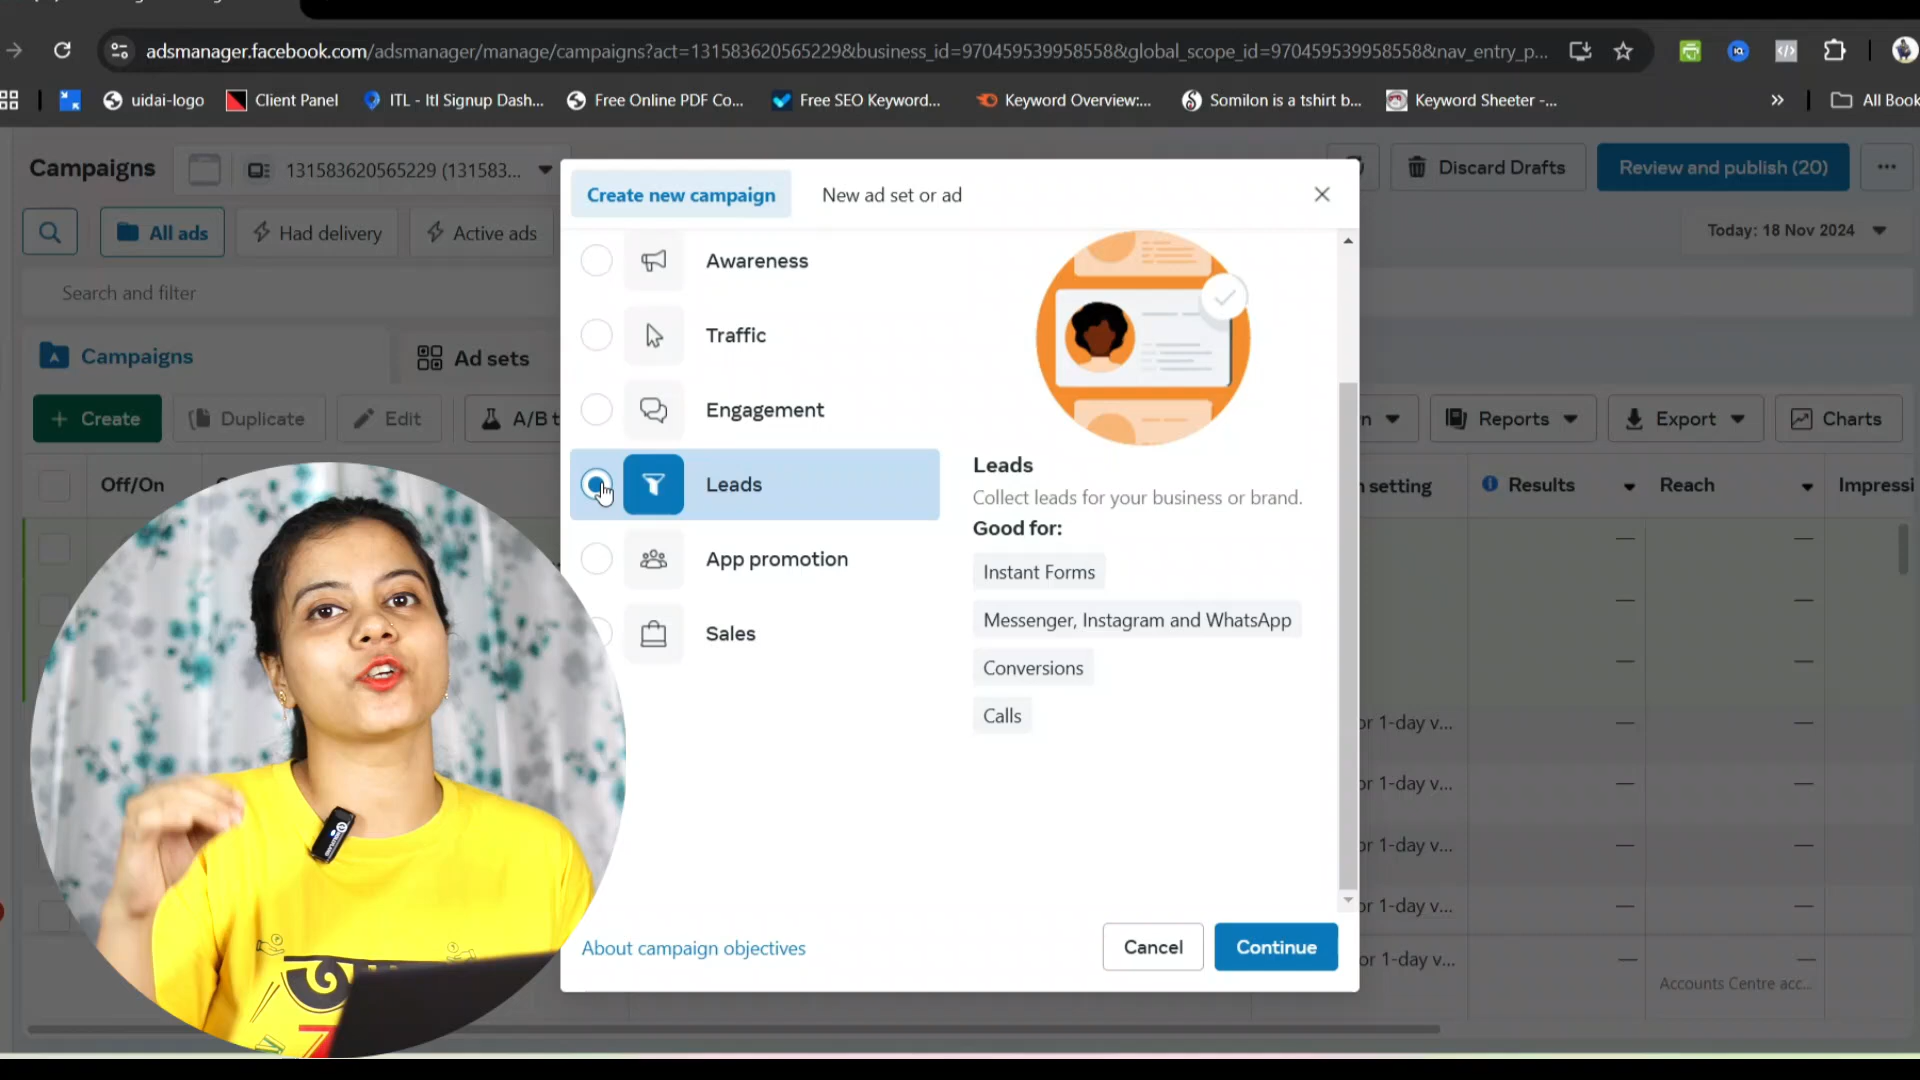 adsmanager.facebook.com/adsmanager/manage/campaigns?act=131583620565229&business_id=970459539958558&global_scope_id=970459539958558&nav_entry_p...
uidai-logo
Client Panel
ITL - Itl Signup Dash...
Free Online PDF Co...
Free SEO Keyword...
Keyword Overview:...
Somilon is a tshirt b...
Keyword Sheeter -...
All Book
Campaigns
131583620565229 (131583...
Discard Drafts
Review and publish (20)
Create new campaign
New ad set or ad
All ads
Had delivery
Active ads
Today: 18 Nov 2024
Search and filter
Campaigns
Ad sets
Create
Duplicate
Edit
A/B t
Reports
Export
Charts
Off/On
setting
Results
Reach
Impressi
Awareness
Traffic
Engagement
Leads
App promotion
Sales
Leads
Collect leads for your business or brand.
Good for:
Instant Forms
Messenger, Instagram and WhatsApp
Conversions
Calls
or 1-day v...
or 1-day v...
or 1-day v...
or 1-day v...
or 1-day v...
Accounts Centre acc...
About campaign objectives
Cancel
Continue